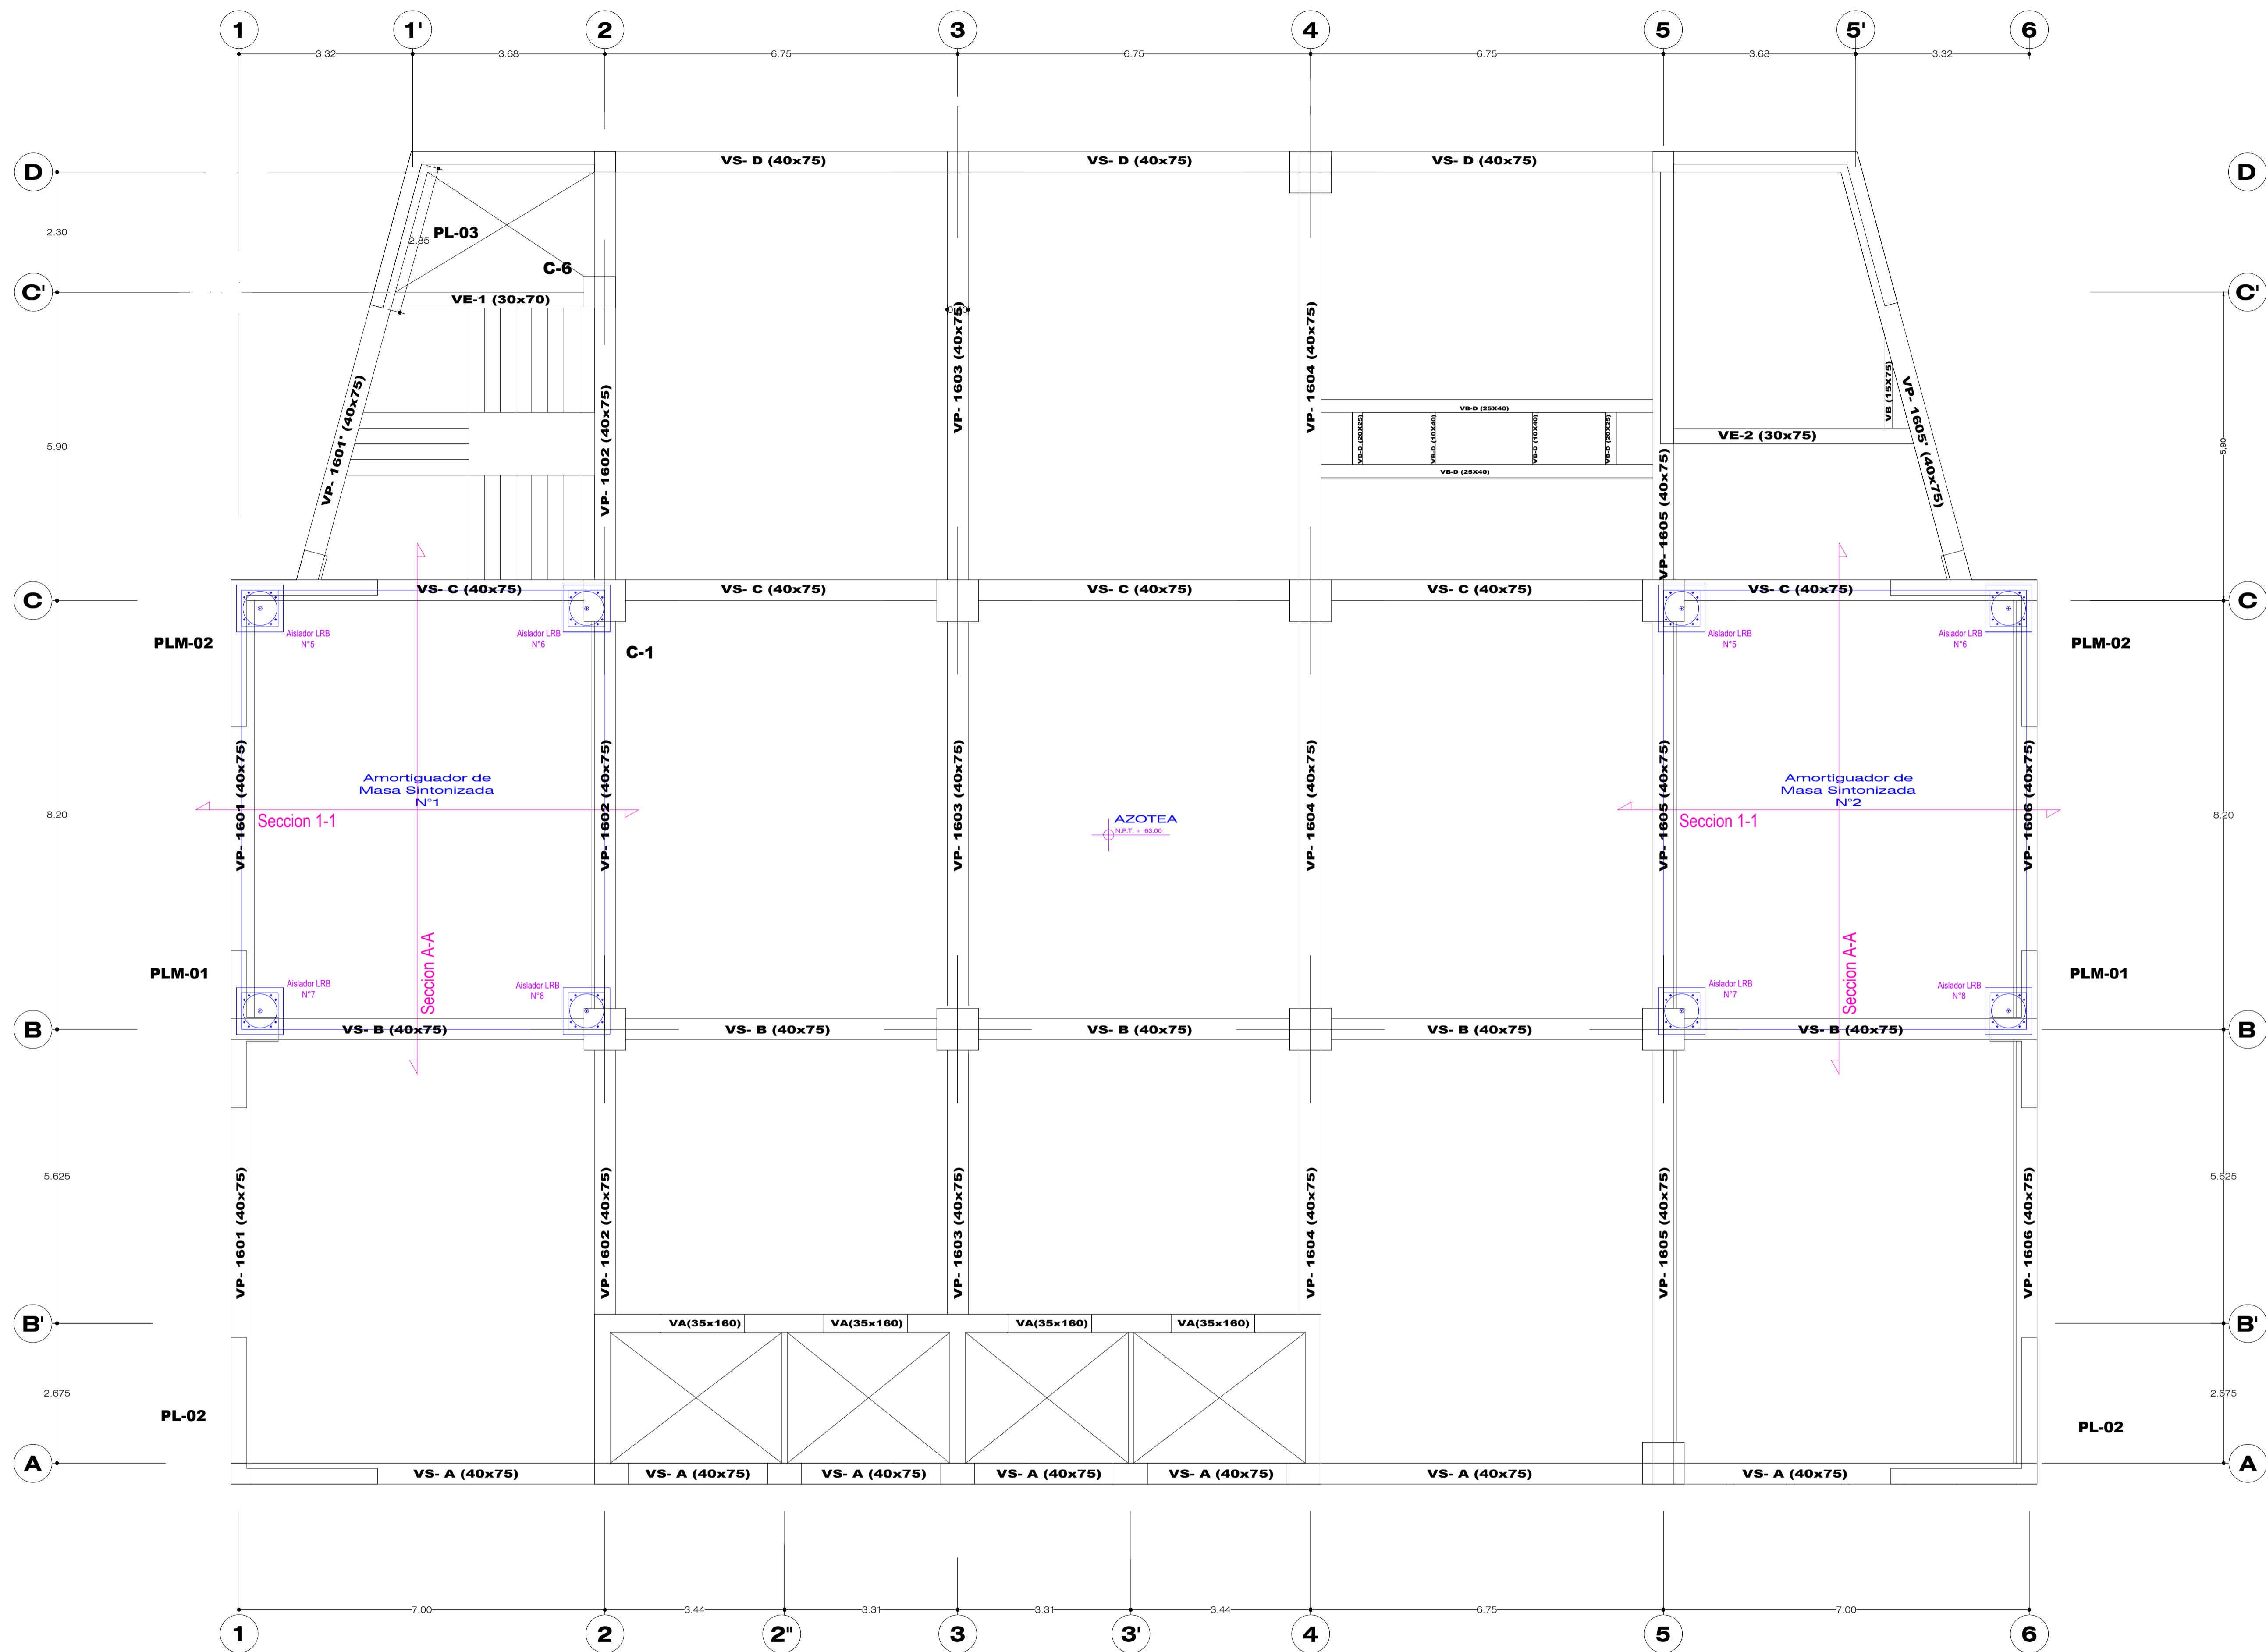 1 1' 2 3 4 5 5' 6
3.32 3.68 6.75 6.75 6.75 3.68 3.32
VS- D (40x75) VS- D (40x75) VS- D (40x75)
D D
2.30
PL-03
2.85
C-6
C' C'
VE-1 (30x70)
VP- 1601' (40x75)
VP- 1602 (40x75)
VP- 1603 (40x75)
VP- 1604 (40x75)
VB-D (25X40)
VB-D (20X25)
VB-D (10X40)
VB-D (10X40)
VB-D (20X25)
VB-D (25X40)
VP- 1605 (40x75)
VB (15X75)
VE-2 (30x75)
VP- 1605' (40x75)
5.90 5.90
C C
VS- C (40x75) VS- C (40x75) VS- C (40x75) VS- C (40x75) VS- C (40x75)
PLM-02
Aislador LRB
N°5
Aislador LRB
N°6
C-1
Aislador LRB
N°5
Aislador LRB
N°6
PLM-02
VP- 1601 (40x75)
VP- 1602 (40x75)
VP- 1603 (40x75)
VP- 1604 (40x75)
VP- 1605 (40x75)
VP- 1606 (40x75)
Amortiguador de
Masa Sintonizada
N°1
Amortiguador de
Masa Sintonizada
N°2
8.20 8.20
Seccion 1-1
Seccion 1-1
AZOTEA
N.P.T. + 63.00
Seccion A-A
Seccion A-A
PLM-01
Aislador LRB
N°7
Aislador LRB
N°8
Aislador LRB
N°7
Aislador LRB
N°8
PLM-01
B B
VS- B (40x75) VS- B (40x75) VS- B (40x75) VS- B (40x75) VS- B (40x75)
5.625 5.625
VP- 1601 (40x75)
VP- 1602 (40x75)
VP- 1603 (40x75)
VP- 1604 (40x75)
VP- 1605 (40x75)
VP- 1606 (40x75)
B' B'
VA(35x160) VA(35x160) VA(35x160) VA(35x160)
2.675 2.675
PL-02 PL-02
A A
VS- A (40x75) VS- A (40x75) VS- A (40x75) VS- A (40x75) VS- A (40x75) VS- A (40x75) VS- A (40x75)
7.00 3.44 3.31 3.31 3.44 6.75 7.00
1 2 2" 3 3' 4 5 6